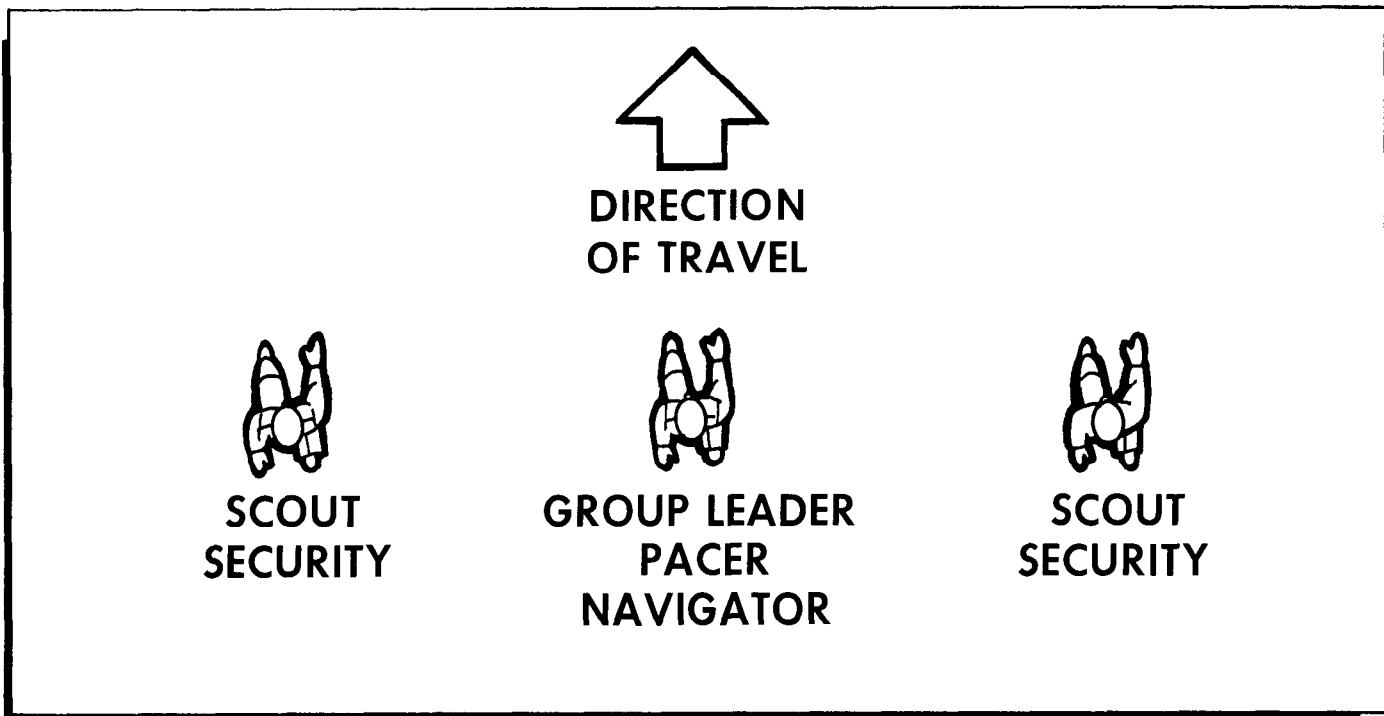 DIRECTION
OF TRAVEL
SCOUT
SECURITY
GROUP LEADER
PACER
NAVIGATOR
SCOUT
SECURITY